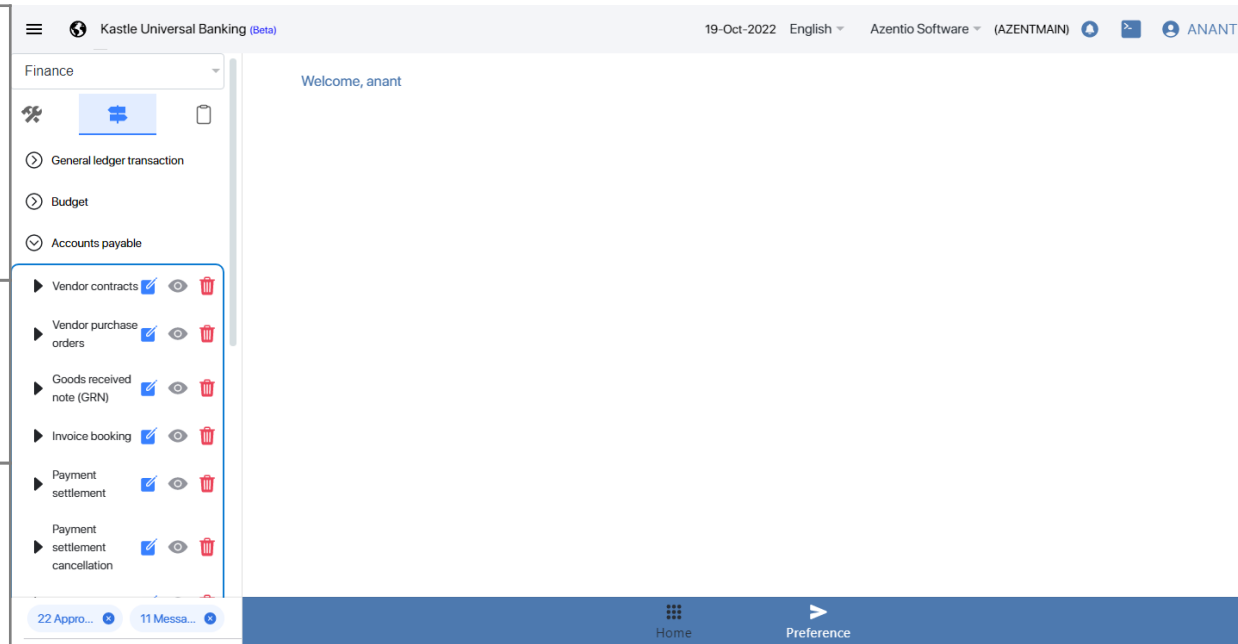 Kastle Universal Banking (Beta)
19-Oct-2022 English Azentio Software (AZENTMAIN) ANANT
Finance
Welcome, anant
General ledger transaction
Budget
Accounts payable
Vendor contracts
Vendor purchase
orders
Goods received
note (GRN)
Invoice booking
Payment
settlement
Payment
settlement
cancellation
22 Appro... 11 Messa...
Home Preference